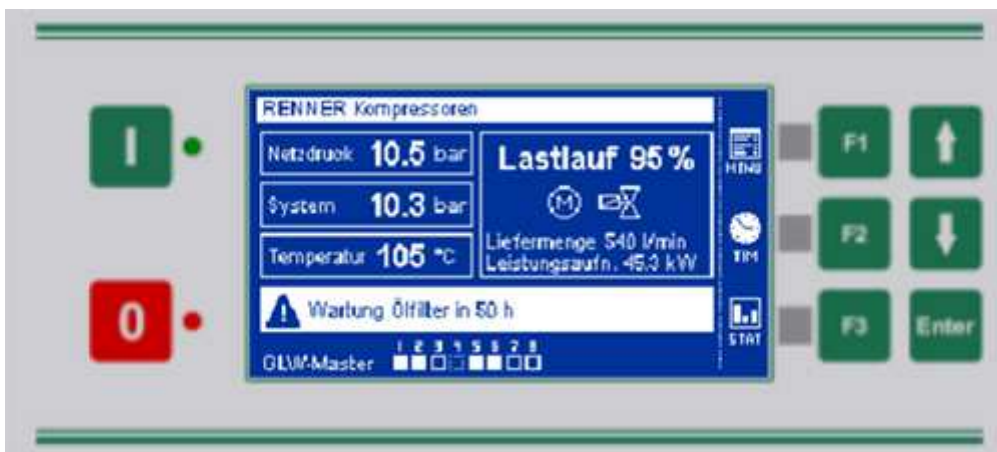 RENNER Kompressoren
Netzdruck 10.5 bar
System 10.3 bar
Temperatur 105 °C
Lastlauf 95 %
M
Liefermenge 540 l/min
Leistungsaufn. 45.3 kW
Wartung Ölfilter in 50 h
GLW-Master
1 2 3 4 5 6 7 8
MENU
TIM
STAT
I
0
F1
F2
F3
Enter